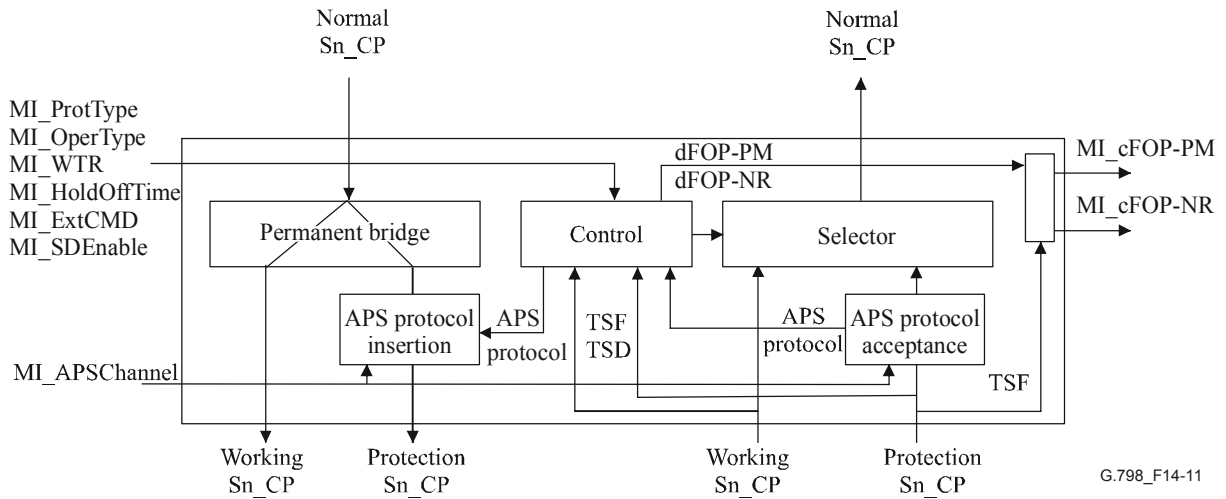 Normal
Sn_CP
Normal
Sn_CP
MI_ProtType
MI_OperType
MI_WTR
MI_HoldOffTime
MI_ExtCMD
MI_SDEnable
dFOP-PM
dFOP-NR
MI_cFOP-PM
MI_cFOP-NR
Permanent bridge
Control
Selector
APS protocol
insertion
APS
protocol
TSF
TSD
APS
protocol
APS protocol
acceptance
TSF
MI_APSChannel
Working
Sn_CP
Protection
Sn_CP
Working
Sn_CP
Protection
Sn_CP
G.798_F14-11